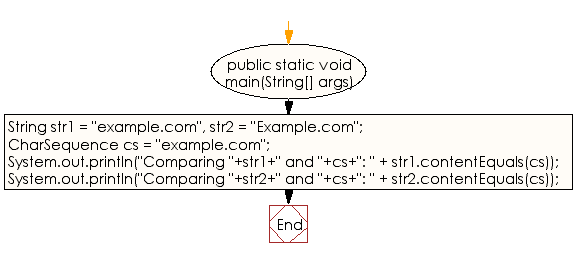 public static void
main(String[] args)
String str1 = "example.com", str2 = "Example.com";
CharSequence cs = "example.com";
System.out.println("Comparing "+str1+" and "+cs+": " + str1.contentEquals(cs));
System.out.println("Comparing "+str2+" and "+cs+": " + str2.contentEquals(cs));
End